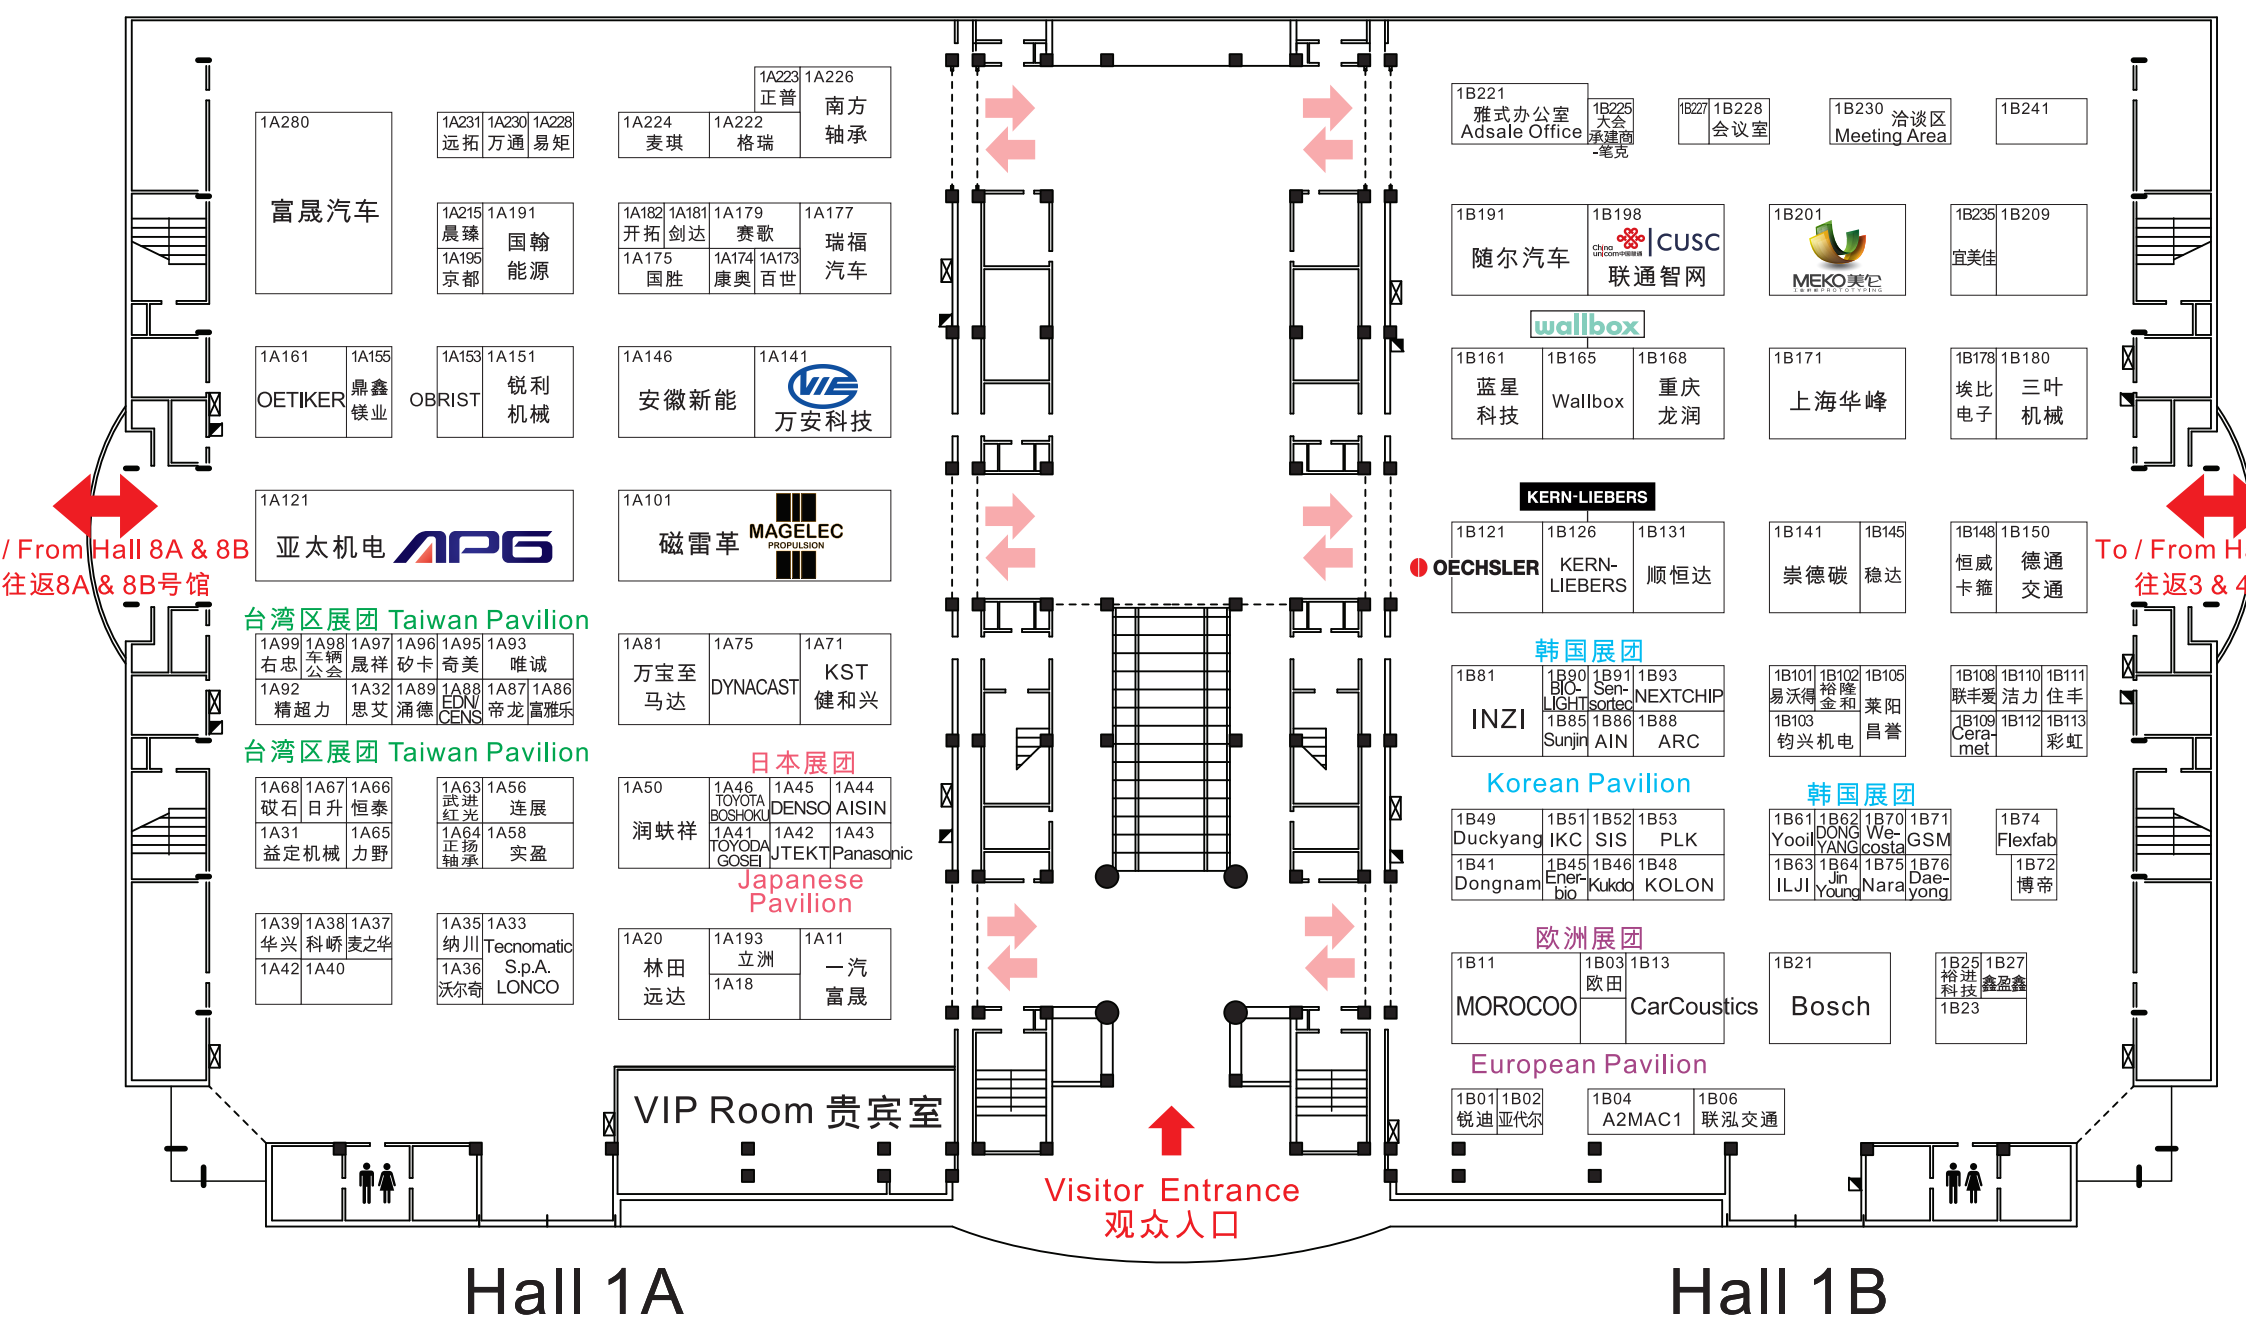 1A223
正普
1A226
南方
轴承
1A280
富晟汽车
1A231
远拓
1A230
万通
1A228
易矩
1A224
麦琪
1A222
格瑞
1A215
晨臻
1A191
国翰
能源
1A195
京都
1A182
开拓
1A181
剑达
1A179
赛歌
1A177
瑞福
汽车
1A175
国胜
1A174
康奥
1A173
百世
1A161
OETIKER
1A155
鼎鑫
镁业
1A153
OBRIST
1A151
锐利
机械
1A146
安徽新能
1A141
VIE
万安科技
1A121
亚太机电
APG
1A101
磁雷革
MAGELEC
PROPULSION
/ From Hall 8A & 8B
往返8A & 8B号馆
台湾区展团 Taiwan Pavilion
1A99
右忠
1A98
车辆
公会
1A97
晟祥
1A96
矽卡
1A95
奇美
1A93
唯诚
1A92
精超力
1A32
思艾
1A89
涌德
1A88
EDN/
CENS
1A87
帝龙
1A86
富雅乐
1A81
万宝至
马达
1A75
DYNACAST
1A71
KST
健和兴
台湾区展团 Taiwan Pavilion
1A68
砹石
1A67
日升
1A66
恒泰
1A63
武进
红光
1A56
连展
1A31
益定机械
1A65
力野
1A64
正扬
轴承
1A58
实盈
日本展团
1A50
润蚨祥
1A46
TOYOTA
BOSHOKU
1A45
DENSO
1A44
AISIN
1A41
TOYODA
GOSEI
1A42
JTEKT
1A43
Panasonic
Japanese
Pavilion
1A39
华兴
1A38
科峤
1A37
麦之华
1A42
1A40
1A35
纳川
1A36
沃尔奇
1A33
Tecnomatic
S.p.A.
LONCO
1A20
林田
远达
1A193
立洲
1A18
1A11
一汽
富晟
VIP Room 贵宾室
Visitor Entrance
观众入口
Hall 1A
1B221
雅式办公室
Adsale Office
1B225
大会
承建商
-笔克
1B227
1B228
会议室
1B230
洽谈区
Meeting Area
1B241
1B191
随尔汽车
1B198
China
unicom中国联通
CUSC
联通智网
1B201
MEKO美仑
PROTOTYPING
1B235
宜美佳
1B209
wallbox
1B161
蓝星
科技
1B165
Wallbox
1B168
重庆
龙润
1B171
上海华峰
1B178
埃比
电子
1B180
三叶
机械
KERN-LIEBERS
1B121
OECHSLER
1B126
KERN-
LIEBERS
1B131
顺恒达
1B141
崇德碳
1B145
稳达
1B148
恒威
卡箍
1B150
德通
交通
To / From H
往返3 & 4
韩国展团
1B81
INZI
1B90
BIO-
LIGHT
1B91
Sen-
sortec
1B93
NEXTCHIP
1B85
Sunjin
1B86
AIN
1B88
ARC
1B101
易沃得
1B102
裕隆
金和
1B105
莱阳
昌誉
1B103
钧兴机电
1B108
联丰爱
1B110
洁力
1B111
住丰
1B109
Cera-
met
1B112
1B113
彩虹
Korean Pavilion
韩国展团
1B49
Duckyang
1B51
IKC
1B52
SIS
1B53
PLK
1B41
Dongnam
1B45
Ener-
bio
1B46
Kukdo
1B48
KOLON
1B61
Yooil
1B62
DONG
YANG
1B70
We-
costa
1B71
GSM
1B63
ILJI
1B64
Jin
Young
1B75
Nara
1B76
Dae-
yong
1B74
Flexfab
1B72
博帝
欧洲展团
1B11
MOROCOO
1B03
欧田
1B13
CarCoustics
1B21
Bosch
1B25
裕进
科技
1B27
鑫盈鑫
1B23
European Pavilion
1B01
锐迪
1B02
亚代尔
1B04
A2MAC1
1B06
联泓交通
Hall 1B